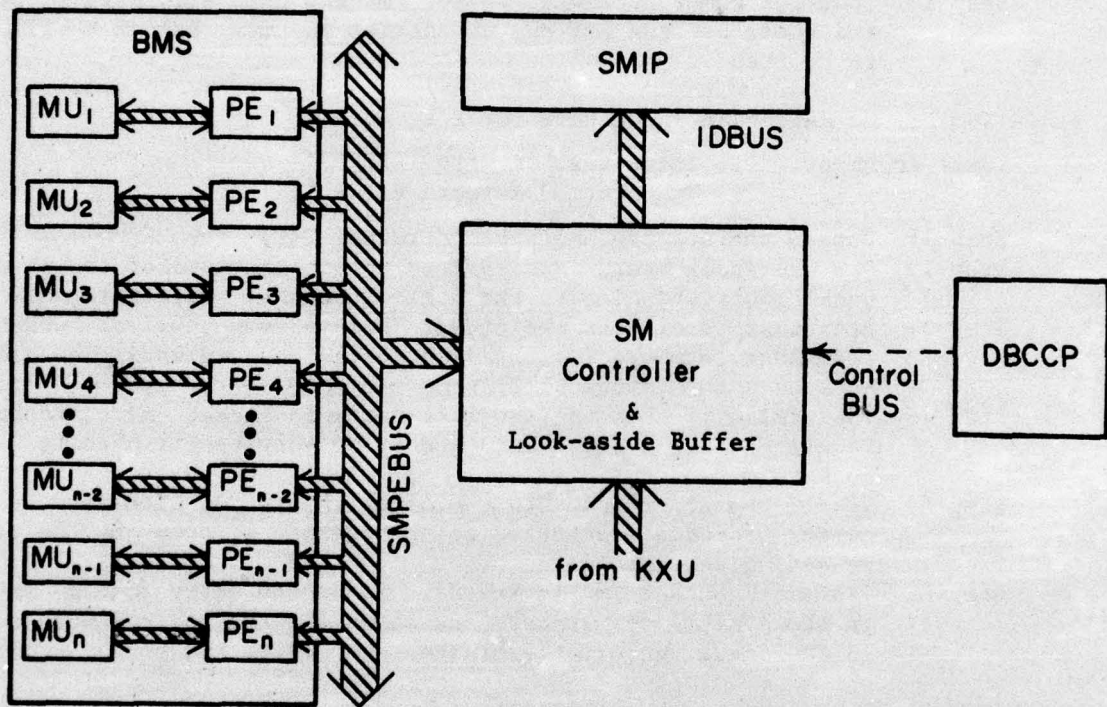 BMS
MU₁ PE₁
MU₂ PE₂
MU₃ PE₃
MU₄ PE₄
MUₙ₋₂ PEₙ₋₂
MUₙ₋₁ PEₙ₋₁
MUₙ PEₙ
SMPEBUS
SMIP
IDBUS
SM
Controller
&
Look-aside Buffer
from KXU
Control
BUS
DBCCP